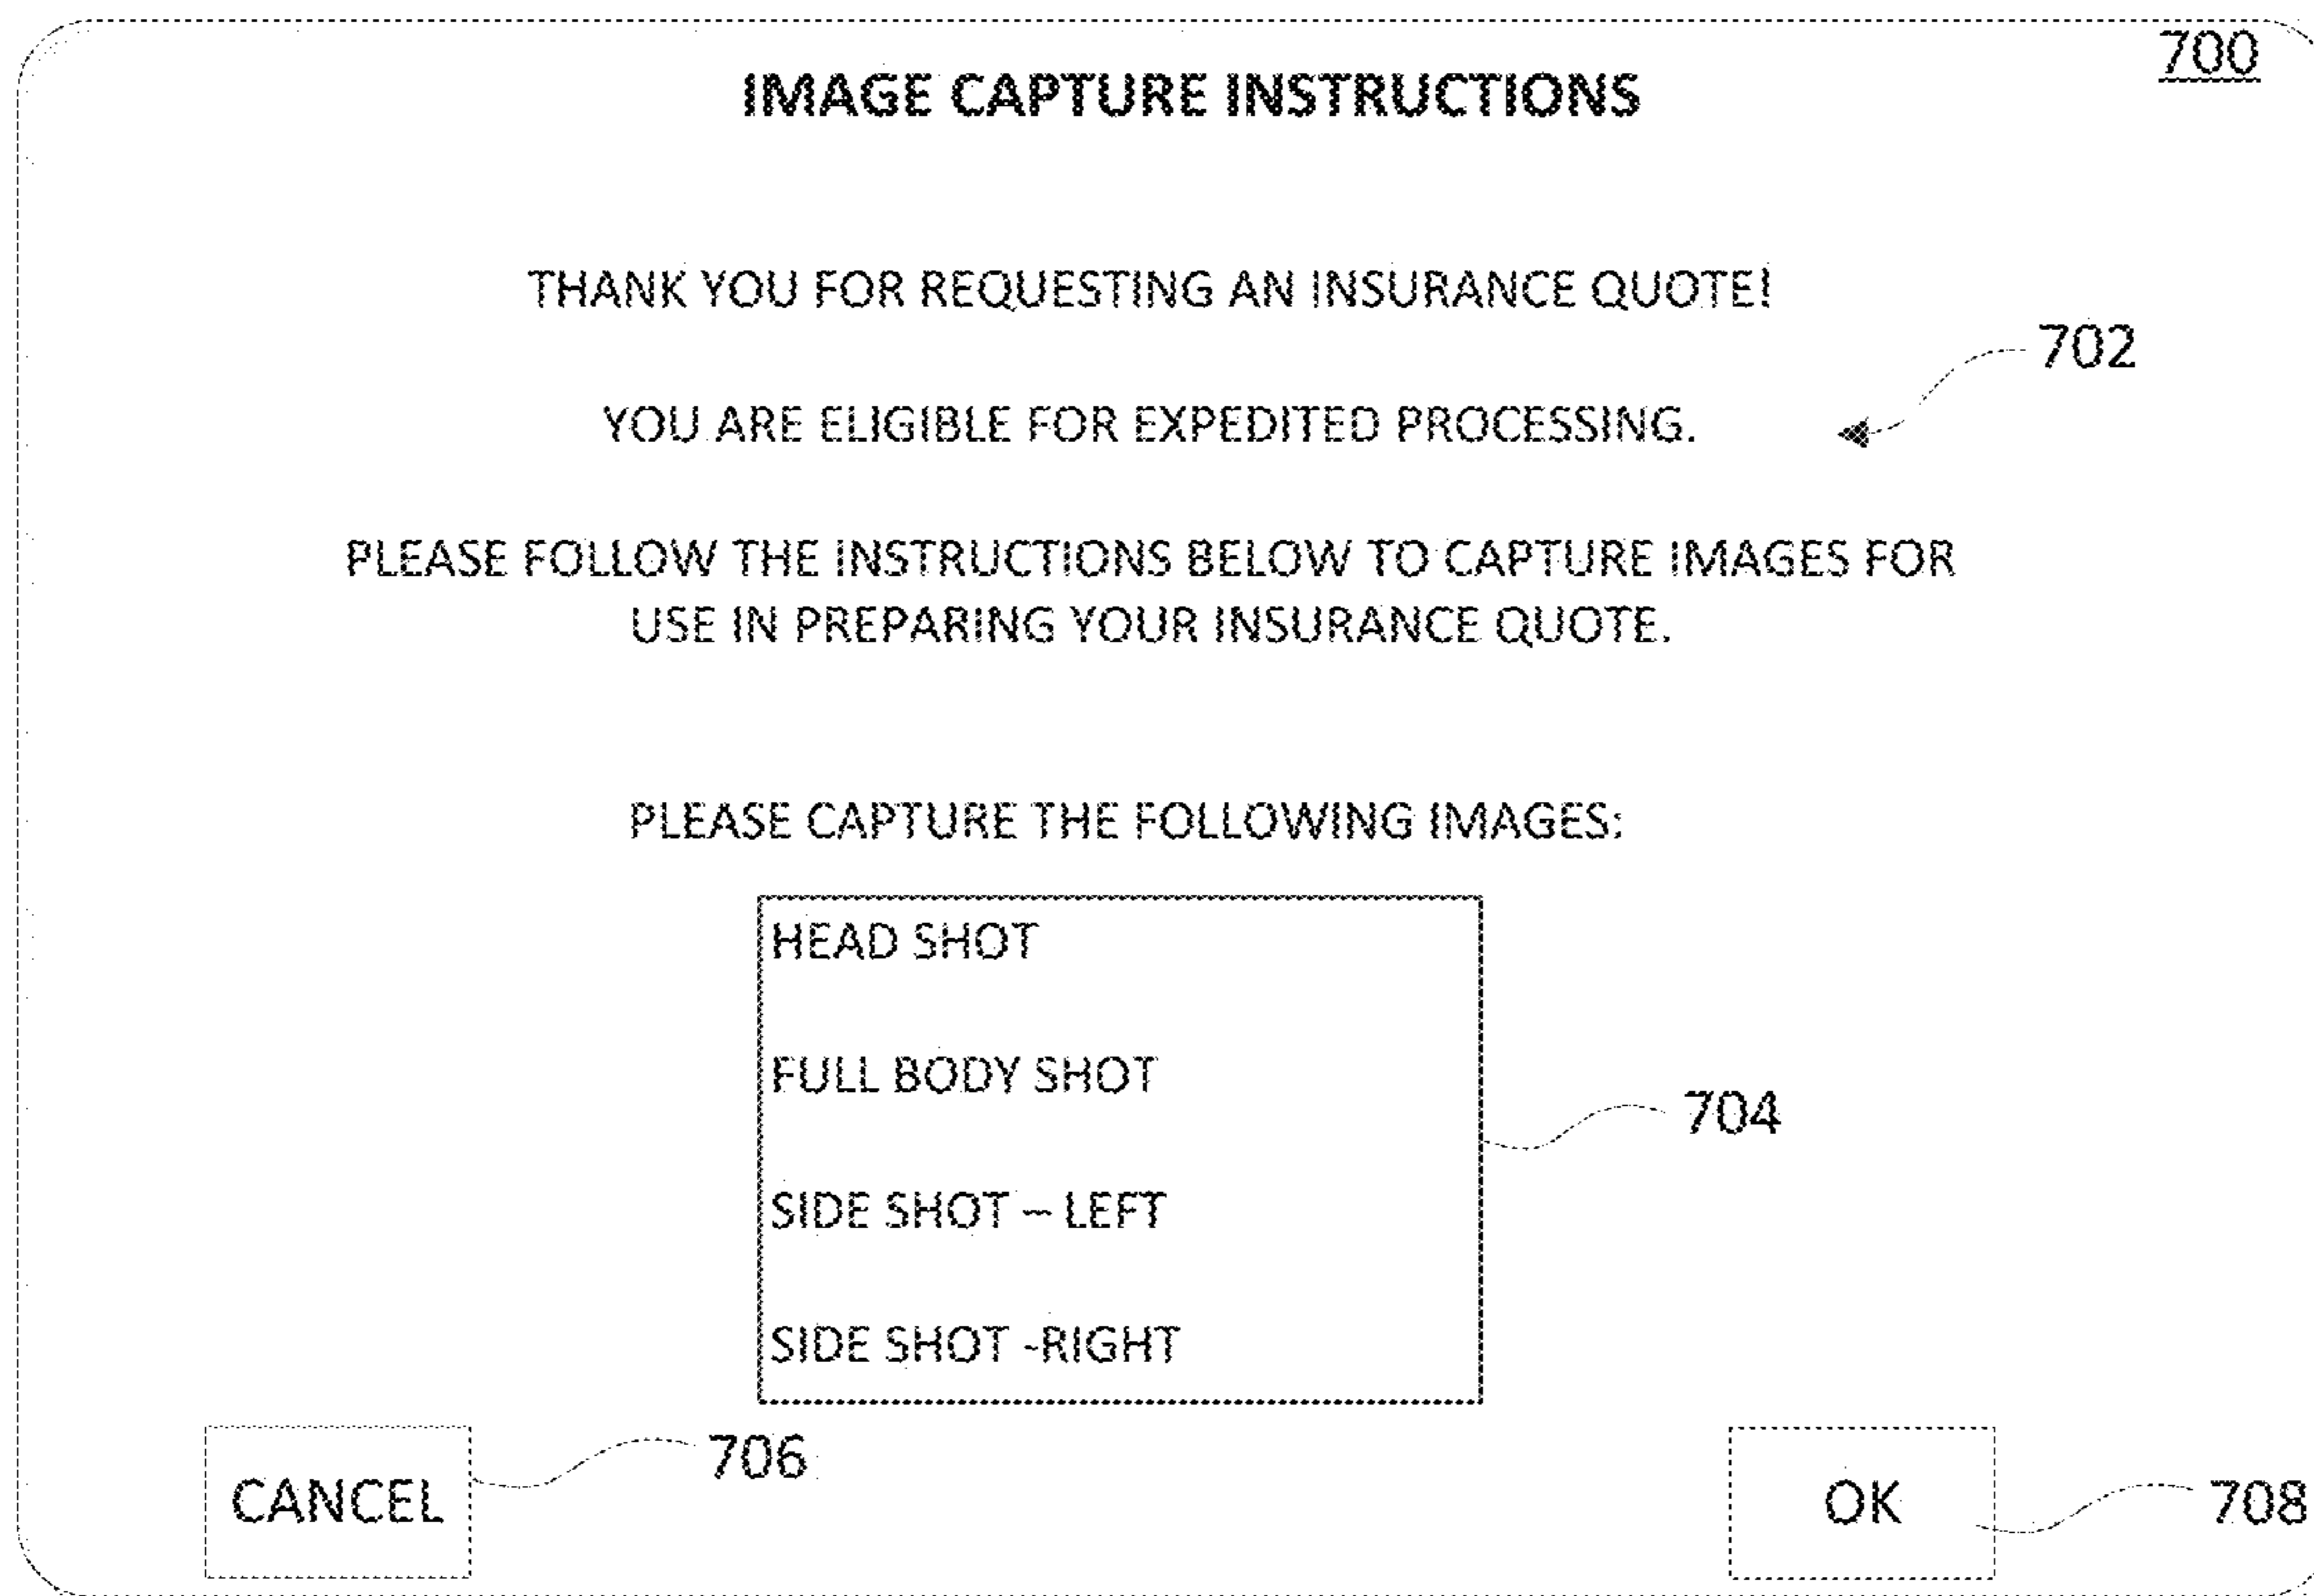 700
IMAGE CAPTURE INSTRUCTIONS
THANK YOU FOR REQUESTING AN INSURANCE QUOTE!
702
YOU ARE ELIGIBLE FOR EXPEDITED PROCESSING.
PLEASE FOLLOW THE INSTRUCTIONS BELOW TO CAPTURE IMAGES FOR
USE IN PREPARING YOUR INSURANCE QUOTE.
PLEASE CAPTURE THE FOLLOWING IMAGES:
HEAD SHOT
FULL BODY SHOT
704
SIDE SHOT – LEFT
SIDE SHOT -RIGHT
706
CANCEL
OK
708